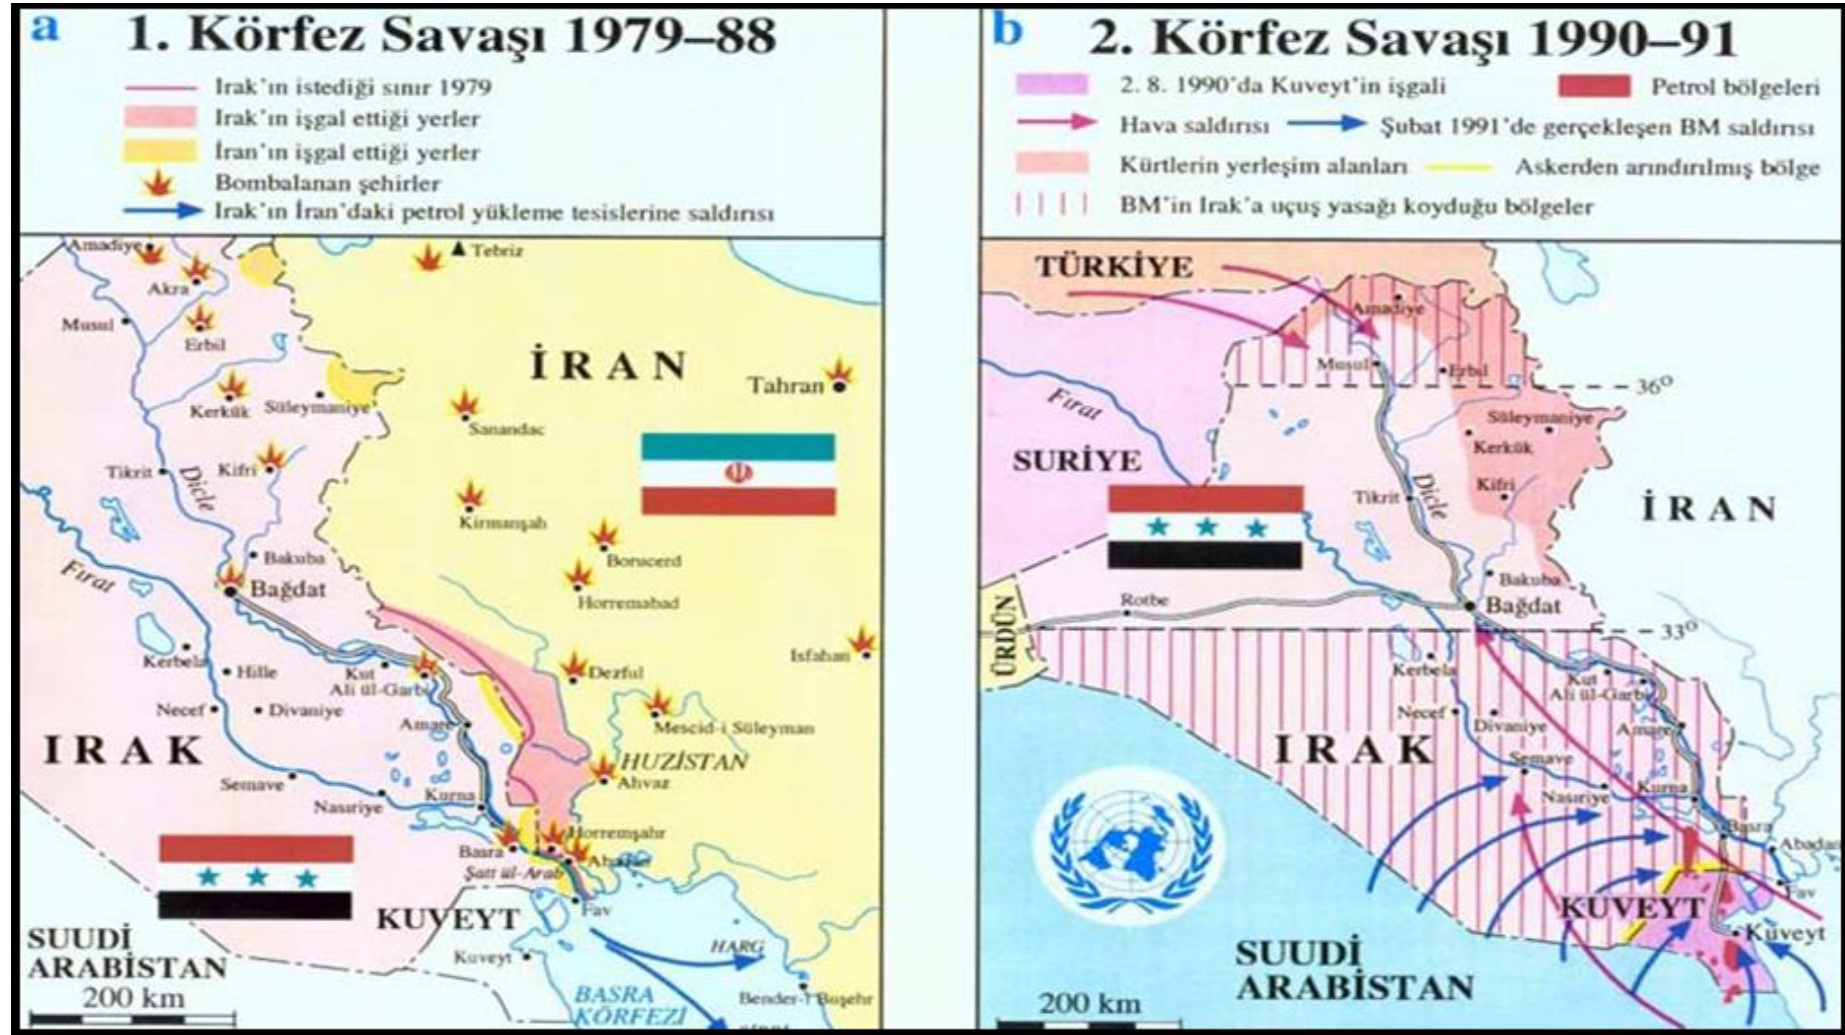 a
1. Körfez Savaşı 1979–88
Irak'ın istediği sınır 1979
Irak'ın işgal ettiği yerler
İran'ın işgal ettiği yerler
Bombalanan şehirler
Irak'ın İran'daki petrol yükleme tesislerine saldırısı
Amadiye
Tebriz
Akra
Musul
Erbil
İRAN
Tahran
Kerkük
Süleymaniye
Sanandac
Tikrit
Dicle
Kifri
Kirmanşah
Borucerd
Bakuba
Fırat
Bağdat
Horremabad
Isfahan
Kerbela
Hille
Kut
Ali ül-Garbi
Dezful
Necef
Divaniye
Amare
Mescid-i Süleyman
IRAK
HUZİSTAN
Semave
Nasıriye
Kurna
Ahvaz
Horremşahr
Basra
Şatt ül-Arab
Fav
KUVEYT
SUUDİ
ARABİSTAN
Kuveyt
HARG
200 km
BASRA
KÖRFEZİ
Bender-i Buşehr
b
2. Körfez Savaşı 1990–91
2. 8. 1990'da Kuveyt'in işgali
Petrol bölgeleri
Hava saldırısı
Şubat 1991'de gerçekleşen BM saldırısı
Kürtlerin yerleşim alanları
Askerden arındırılmış bölge
BM'in Irak'a uçuş yasağı koyduğu bölgeler
TÜRKİYE
Amadiye
Musul
Erbil
36⁰
Fırat
Süleymaniye
Kerkük
SURİYE
Kifri
Tikrit
Dicle
İRAN
Bakuba
Rotbe
Bağdat
ÜRDÜN
33⁰
Kerbela
Kut
Ali ül-Garbi
Necef
Divaniye
Amare
IRAK
Semave
Nasıriye
Kurna
Basra
Abadan
Fav
KUVEYT
Kuveyt
SUUDİ
ARABİSTAN
200 km